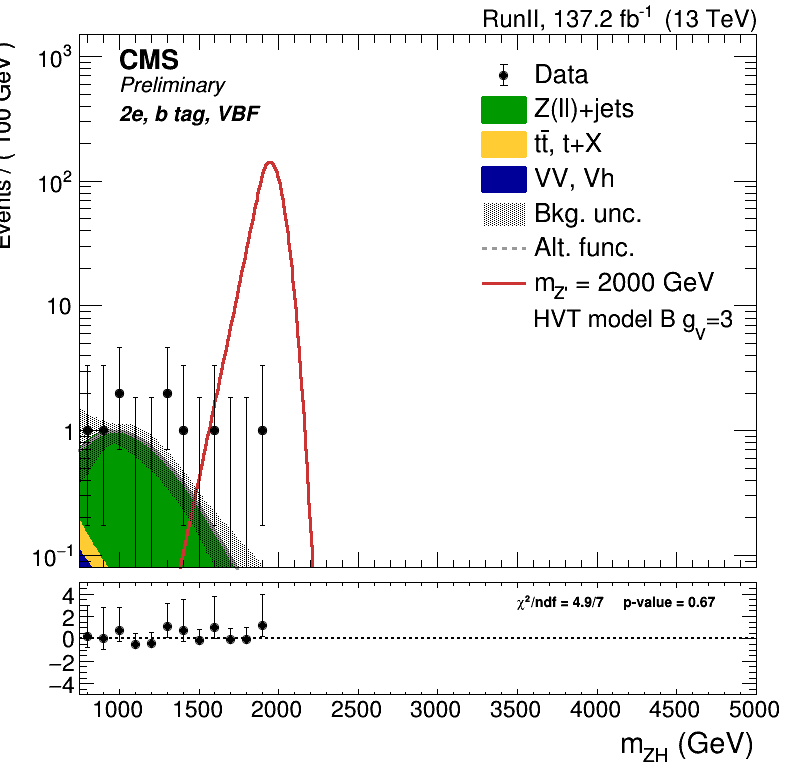 RunII, 137.2 fb⁻¹ (13 TeV)
CMS
Preliminary
2e, b tag, VBF
Data
Z(ll)+jets
tt̄, t+X
VV, Vh
Bkg. unc.
Alt. func.
m_Z' = 2000 GeV
HVT model B g_V=3
Events / ( 100 GeV )
10³
10²
10
1
10⁻¹
χ²/ndf = 4.9/7 p-value = 0.67
4
2
0
−2
−4
1000 1500 2000 2500 3000 3500 4000 4500 5000
m_ZH (GeV)